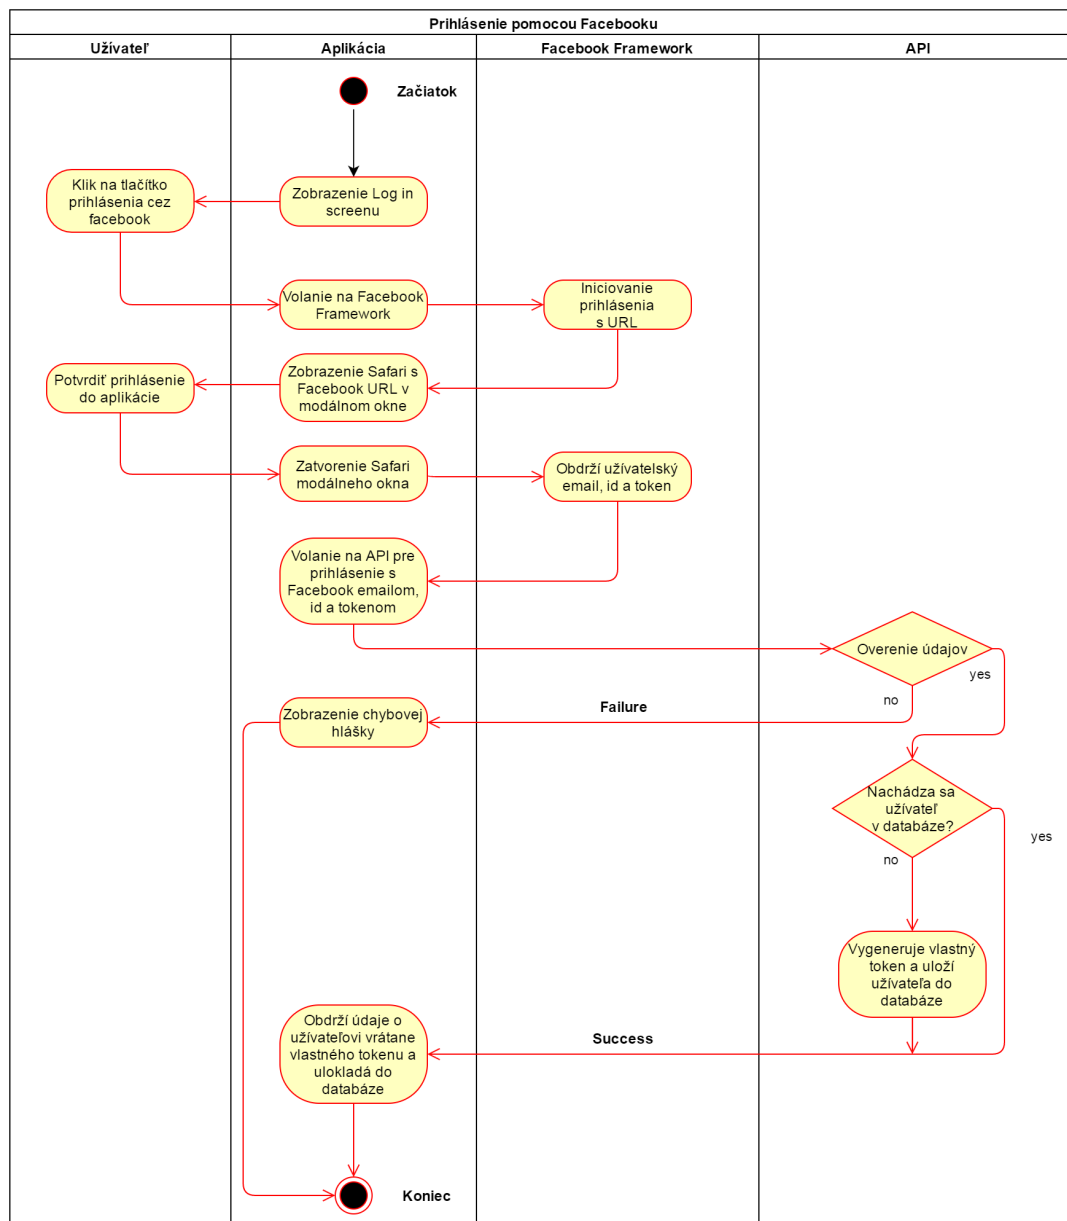 Prihlásenie pomocou Facebooku
Užívateľ
Aplikácia
Facebook Framework
API
Začiatok
Klik na tlačítko
prihlásenia cez
facebook
Zobrazenie Log in
screenu
Volanie na Facebook
Framework
Iniciovanie
prihlásenia
s URL
Potvrdiť prihlásenie
do aplikácie
Zobrazenie Safari s
Facebook URL v
modálnom okne
Zatvorenie Safari
modálneho okna
Obdrží užívatelský
email, id a token
Volanie na API pre
prihlásenie s
Facebook emailom,
id a tokenom
Overenie údajov
yes
no
Failure
Zobrazenie chybovej
hlášky
Nachádza sa
užívateľ
v databáze?
yes
no
Vygeneruje vlastný
token a uloží
užívateľa do
databáze
Obdrží údaje o
užívateľovi vrátane
vlastného tokenu a
ulokladá do
databáze
Success
Koniec